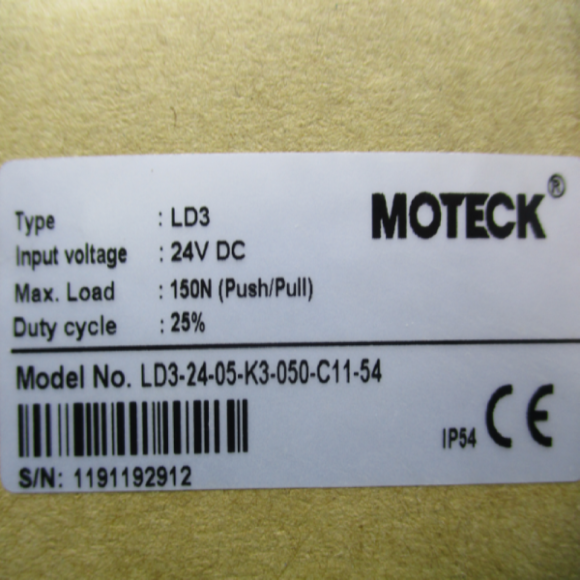 MOTECK®
Type : LD3
Input voltage : 24V DC
Max. Load : 150N (Push/Pull)
Duty cycle : 25%
Model No. LD3-24-05-K3-050-C11-54
IP54 CE
S/N: 1191192912